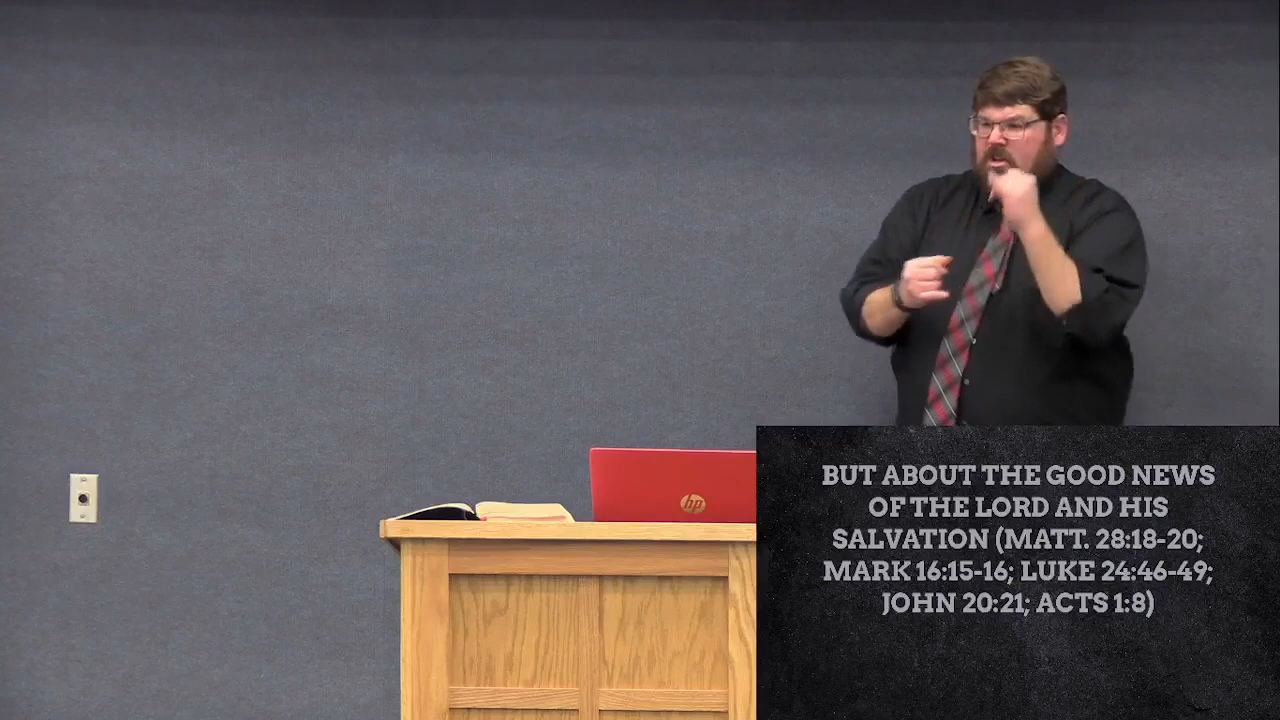 hp
BUT ABOUT THE GOOD NEWS
OF THE LORD AND HIS
SALVATION (MATT. 28:18-20;
MARK 16:15-16; LUKE 24:46-49;
JOHN 20:21; ACTS 1:8)